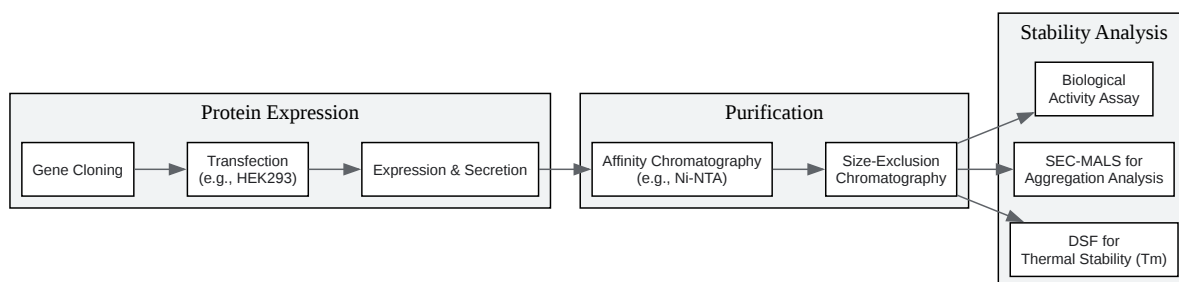 Protein Expression
Gene Cloning
Transfection
(e.g., HEK293)
Expression & Secretion
Purification
Affinity Chromatography
(e.g., Ni-NTA)
Size-Exclusion
Chromatography
Stability Analysis
Biological
Activity Assay
SEC-MALS for
Aggregation Analysis
DSF for
Thermal Stability (Tm)